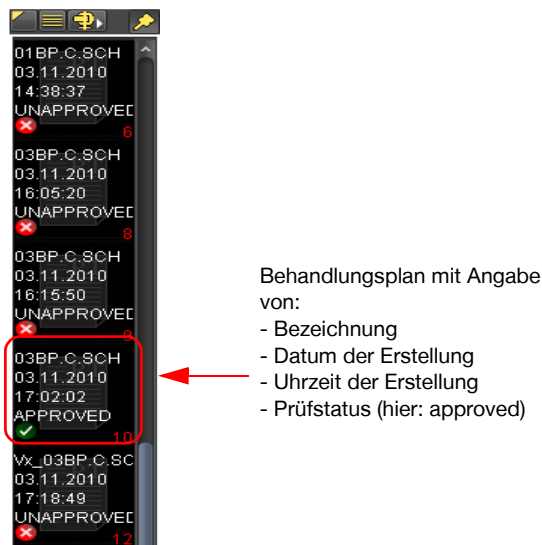 01BP.C.SCH
03.11.2010
14:38:37
UNAPPROVED
6
03BP.C.SCH
03.11.2010
16:05:20
UNAPPROVED
8
03BP.C.SCH
03.11.2010
16:15:50
UNAPPROVED
9
03BP.C.SCH
03.11.2010
17:02:02
APPROVED
10
Vx_03BP.C.SC
03.11.2010
17:18:49
UNAPPROVED
12
Behandlungsplan mit Angabe
von:
- Bezeichnung
- Datum der Erstellung
- Uhrzeit der Erstellung
- Prüfstatus (hier: approved)